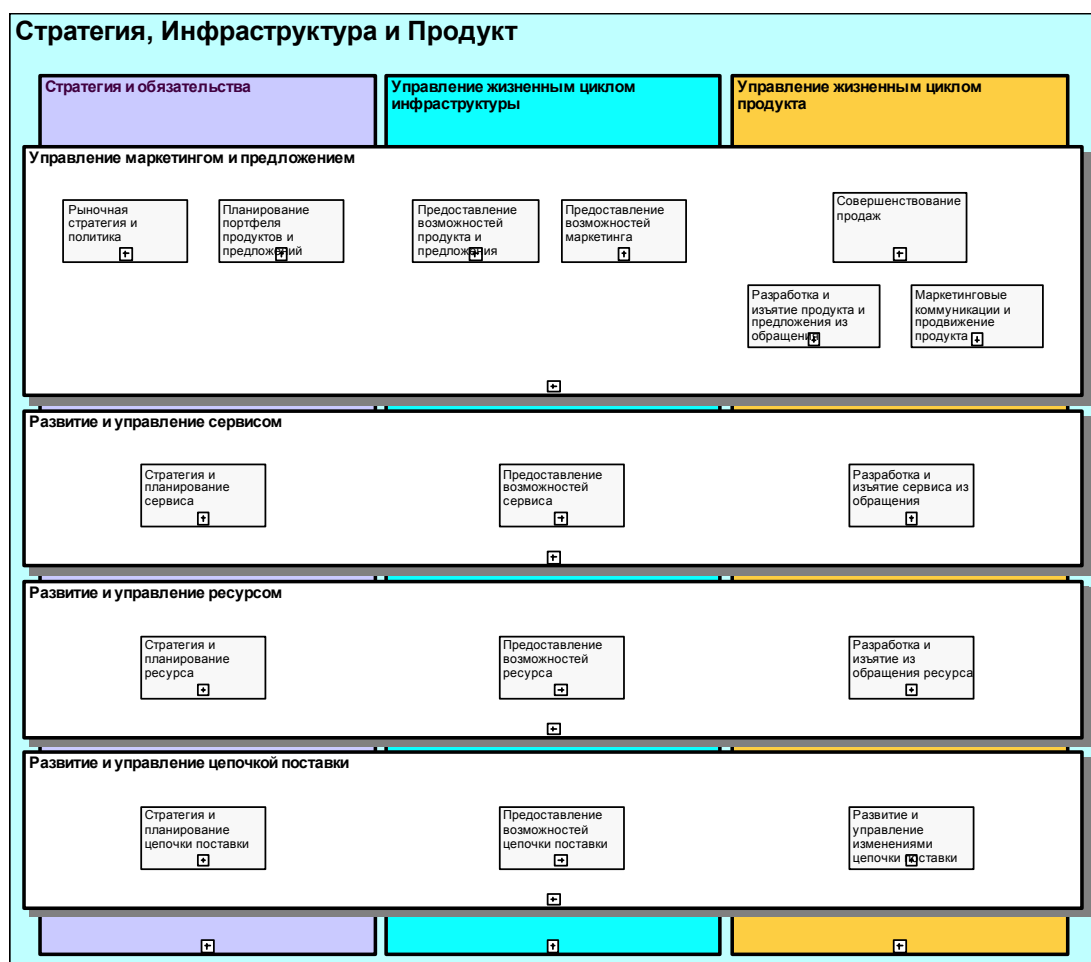 Стратегия, Инфраструктура и Продукт
Стратегия и обязательства
Управление жизненным циклом
инфраструктуры
Управление жизненным циклом
продукта
Управление маркетингом и предложением
Рыночная
стратегия и
политика
Планирование
портфеля
продуктов и
предложений
Предоставление
возможностей
продукта и
предложения
Предоставление
возможностей
маркетинга
Совершенствование
продаж
Разработка и
изъятие продукта и
предложения из
обращения
Маркетинговые
коммуникации и
продвижение
продукта
Развитие и управление сервисом
Стратегия и
планирование
сервиса
Предоставление
возможностей
сервиса
Разработка и
изъятие сервиса из
обращения
Развитие и управление ресурсом
Стратегия и
планирование
ресурса
Предоставление
возможностей
ресурса
Разработка и
изъятие из
обращения ресурса
Развитие и управление цепочкой поставки
Стратегия и
планирование
цепочки поставки
Предоставление
возможностей
цепочки поставки
Развитие и
управление
изменениями
цепочки поставки